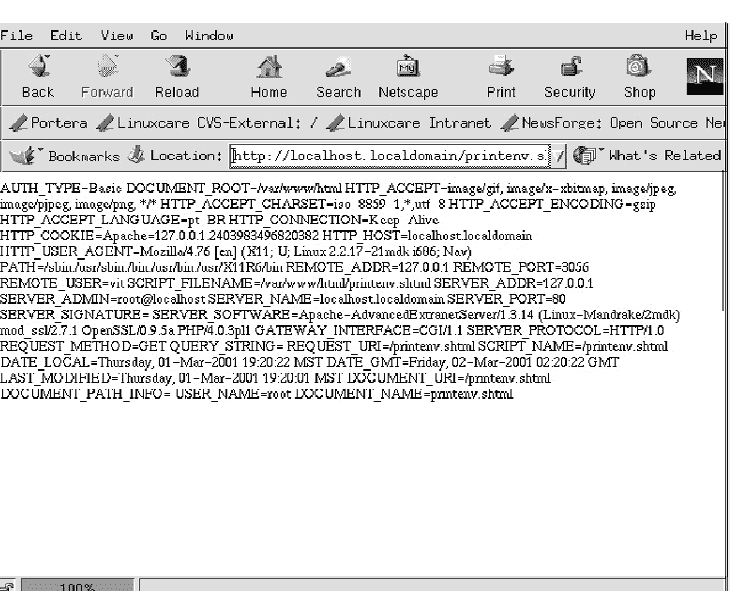 File Edit View Go Window Help
Back Forward Reload Home Search Netscape Print Security Shop
My N
Portera Linuxcare CVS-External: / Linuxcare Intranet NewsForge: Open Source Ne
Bookmarks Location: http://localhost.localdomain/printenv.s What's Related
AUTH_TYPE=Basic DOCUMENT_ROOT=/var/www/html HTTP_ACCEPT=image/gif, image/x-xbitmap, image/jpeg,
image/pjpeg, image/png, */* HTTP_ACCEPT_CHARSET=iso-8859-1,*,utf-8 HTTP_ACCEPT_ENCODING=gzip
HTTP_ACCEPT_LANGUAGE=pt_BR HTTP_CONNECTION=Keep-Alive
HTTP_COOKIE=Apache=127.0.0.1.2403983496820382 HTTP_HOST=localhost.localdomain
HTTP_USER_AGENT=Mozilla/4.76 [en] (X11; U; Linux 2.2.17-21mdk i686; Nav)
PATH=/sbin:/usr/sbin:/bin:/usr/bin:/usr/X11R6/bin REMOTE_ADDR=127.0.0.1 REMOTE_PORT=3056
REMOTE_USER=vit SCRIPT_FILENAME=/var/www/html/printenv.shtml SERVER_ADDR=127.0.0.1
SERVER_ADMIN=root@localhost SERVER_NAME=localhost.localdomain SERVER_PORT=80
SERVER_SIGNATURE= SERVER_SOFTWARE=Apache-AdvancedExtranetServer/1.3.14 (Linux-Mandrake/2mdk)
mod_ssl/2.7.1 OpenSSL/0.9.5a PHP/4.0.3pl1 GATEWAY_INTERFACE=CGI/1.1 SERVER_PROTOCOL=HTTP/1.0
REQUEST_METHOD=GET QUERY_STRING= REQUEST_URI=/printenv.shtml SCRIPT_NAME=/printenv.shtml
DATE_LOCAL=Thursday, 01-Mar-2001 19:20:22 MST DATE_GMT=Friday, 02-Mar-2001 02:20:22 GMT
LAST_MODIFIED=Thursday, 01-Mar-2001 19:20:01 MST DOCUMENT_URI=/printenv.shtml
DOCUMENT_PATH_INFO= USER_NAME=root DOCUMENT_NAME=printenv.shtml
100%